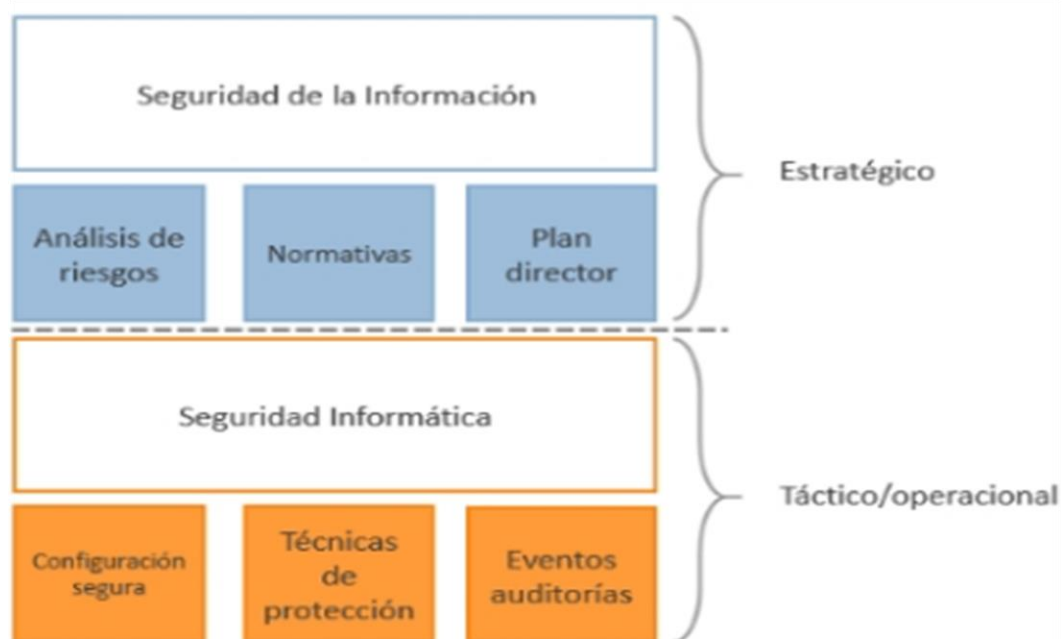 Seguridad de la Información
Estratégico
Análisis de
riesgos
Normativas
Plan
director
Seguridad Informática
Táctico/operacional
Configuración
segura
Técnicas
de
protección
Eventos
auditorías